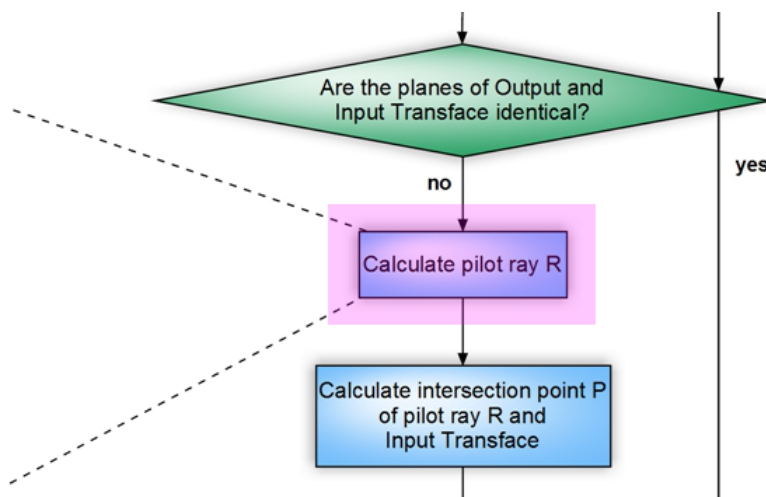 Are the planes of Output and
Input Transface identical?
no
yes
Calculate pilot ray R
Calculate intersection point P
of pilot ray R and
Input Transface